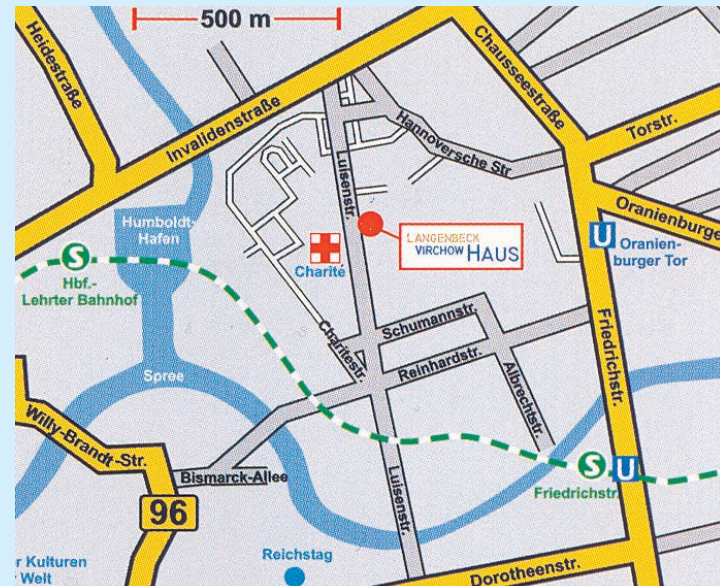 500 m
Heidestraße
Invalidenstraße
Chausseestraße
Torstr.
Hannoversche Str
Luisenstr.
Oranienburger
Humboldt-
Hafen
LANGENBECK
VIRCHOW HAUS
U
Oranien-
burger Tor
S
Hbf.-
Lehrter Bahnhof
Charité
Schumannstr.
Charitestr.
Reinhardstr.
Friedrichstr.
Albrechtstr.
Spree
Willy-Brandt-Str.
S
U
Friedrichstr.
Bismarck-Allee
Luisenstr.
96
r Kulturen
Welt
Reichstag
Dorotheenstr.